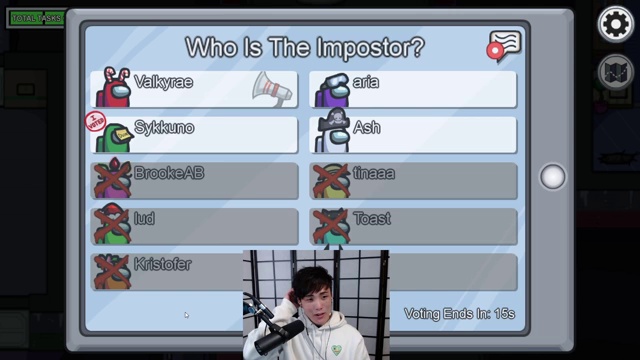 TOTAL TASKS
Who Is The Impostor?
Valkyrae
aria
I VOTED
Sykkuno
Ash
BrookeAB
tinaaa
lud
Toast
Kristofer
Voting Ends In: 15s